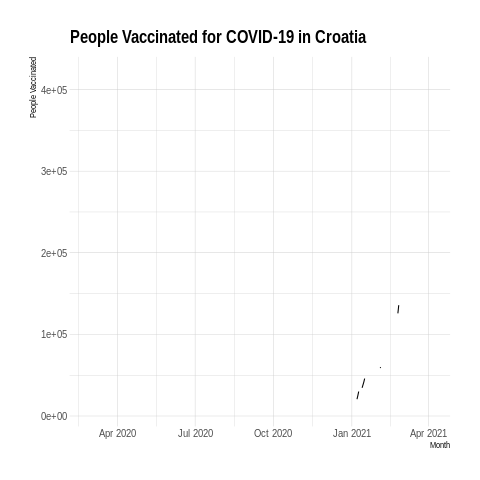 People Vaccinated for COVID-19 in Croatia
People Vaccinated
4e+05
3e+05
2e+05
1e+05
0e+00
Apr 2020 Jul 2020 Oct 2020 Jan 2021 Apr 2021
Month